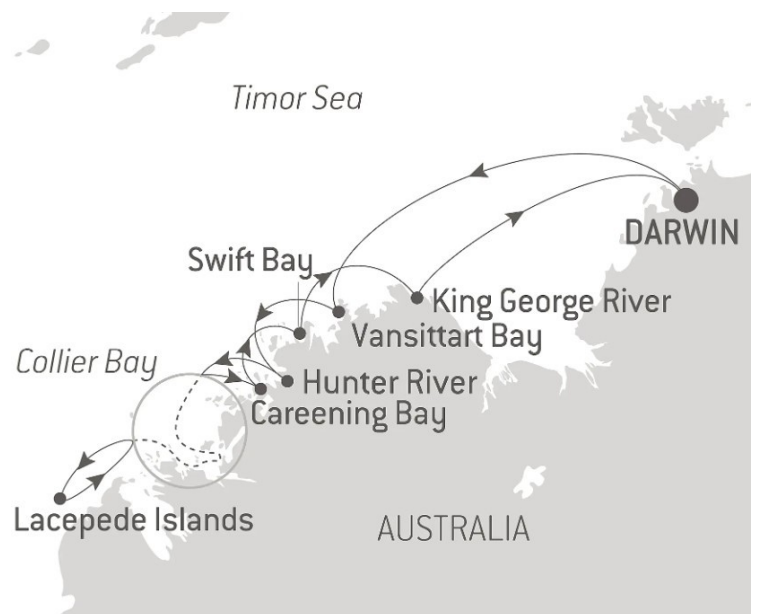 Timor Sea
DARWIN
Swift Bay
King George River
Vansittart Bay
Collier Bay
Hunter River
Careening Bay
Lacepede Islands
AUSTRALIA